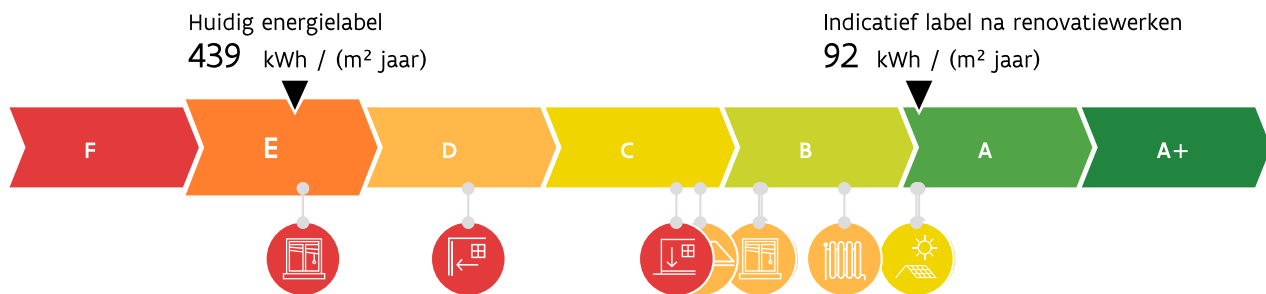 Huidig energielabel
439 kWh / (m² jaar)
Indicatief label na renovatiewerken
92 kWh / (m² jaar)
F E D C B A A+